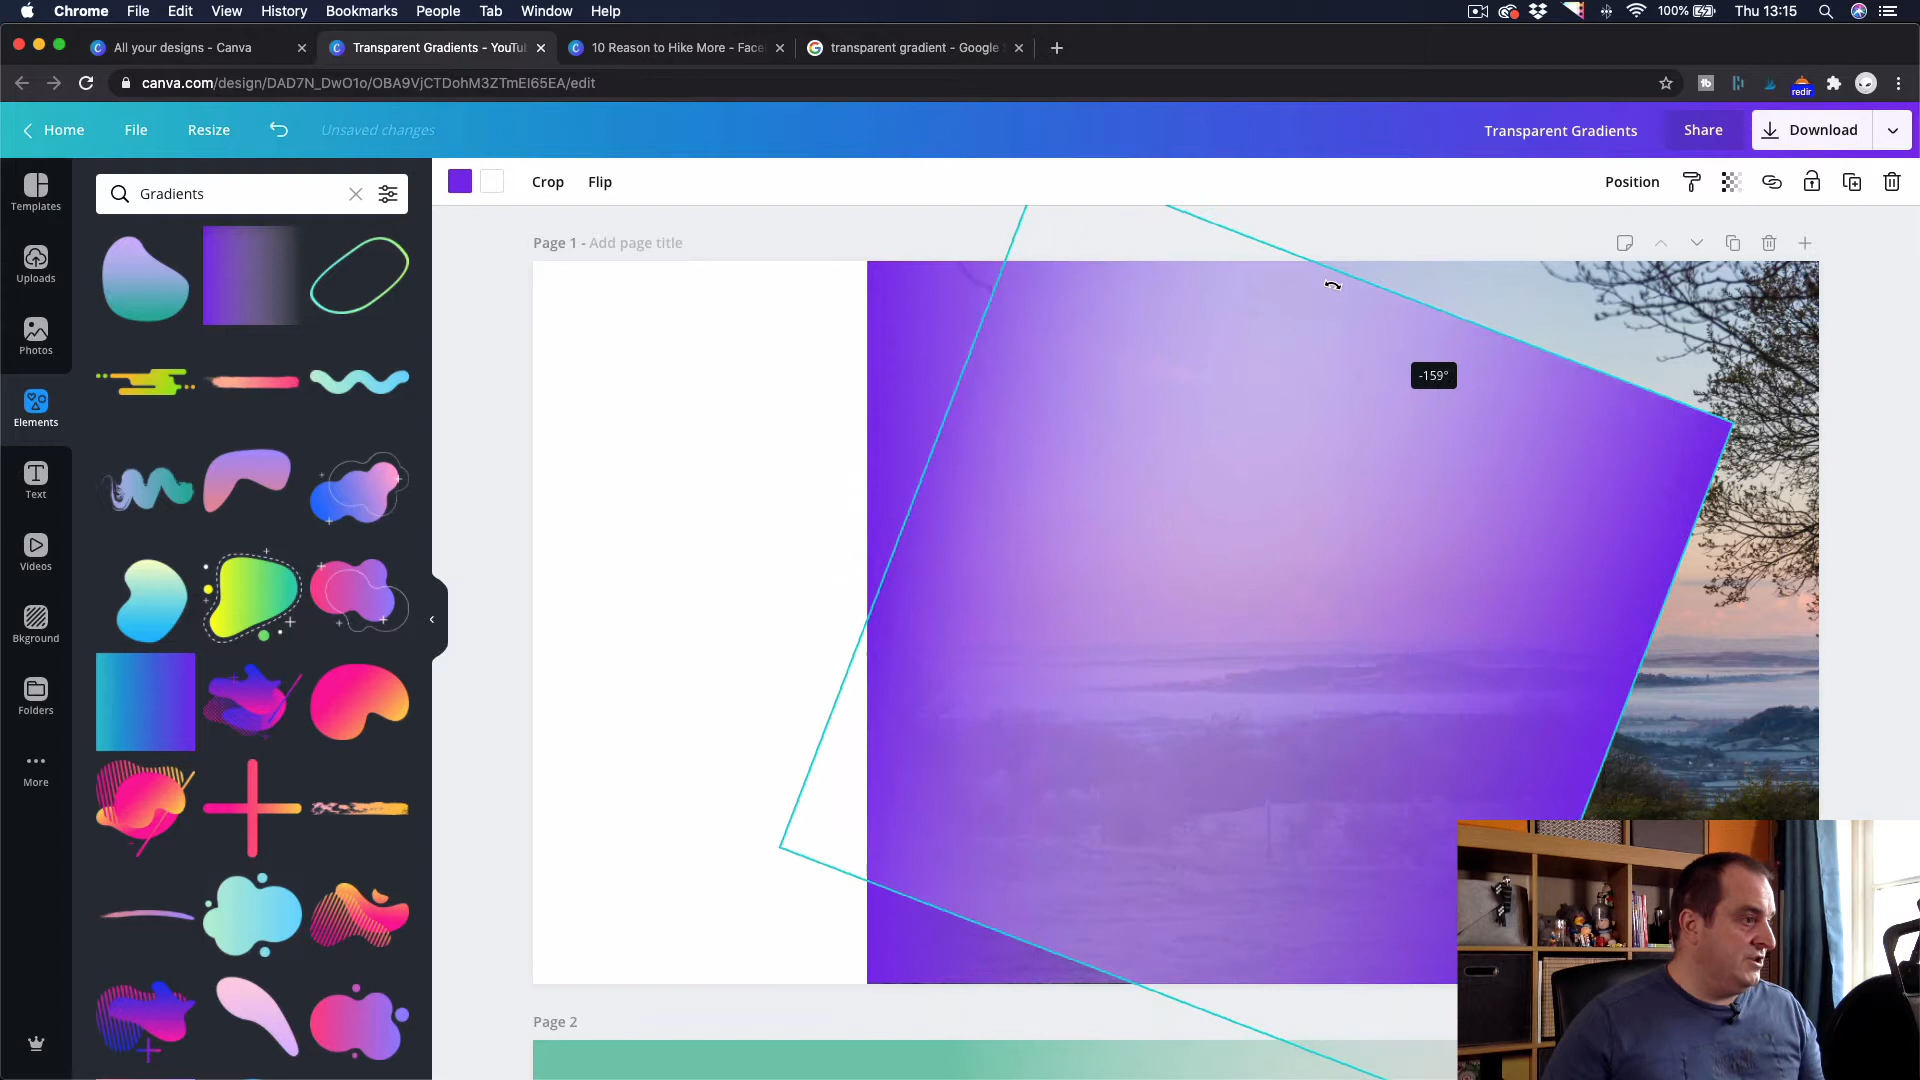 Chrome File Edit View History Bookmarks People Tab Window Help 100% Thu 13:15
All your designs - Canva
Transparent Gradients - YouTu
10 Reason to Hike More - Face
transparent gradient - Google S
canva.com/design/DAD7N_DwO1o/OBA9VjCTDohM3ZTmEI65EA/edit
redir
Home File Resize Unsaved changes Transparent Gradients Share Download
Templates
Uploads
Photos
Elements
Text
Videos
Bkground
Folders
More
Gradients
Crop Flip Position
Page 1 - Add page title
-159°
Page 2